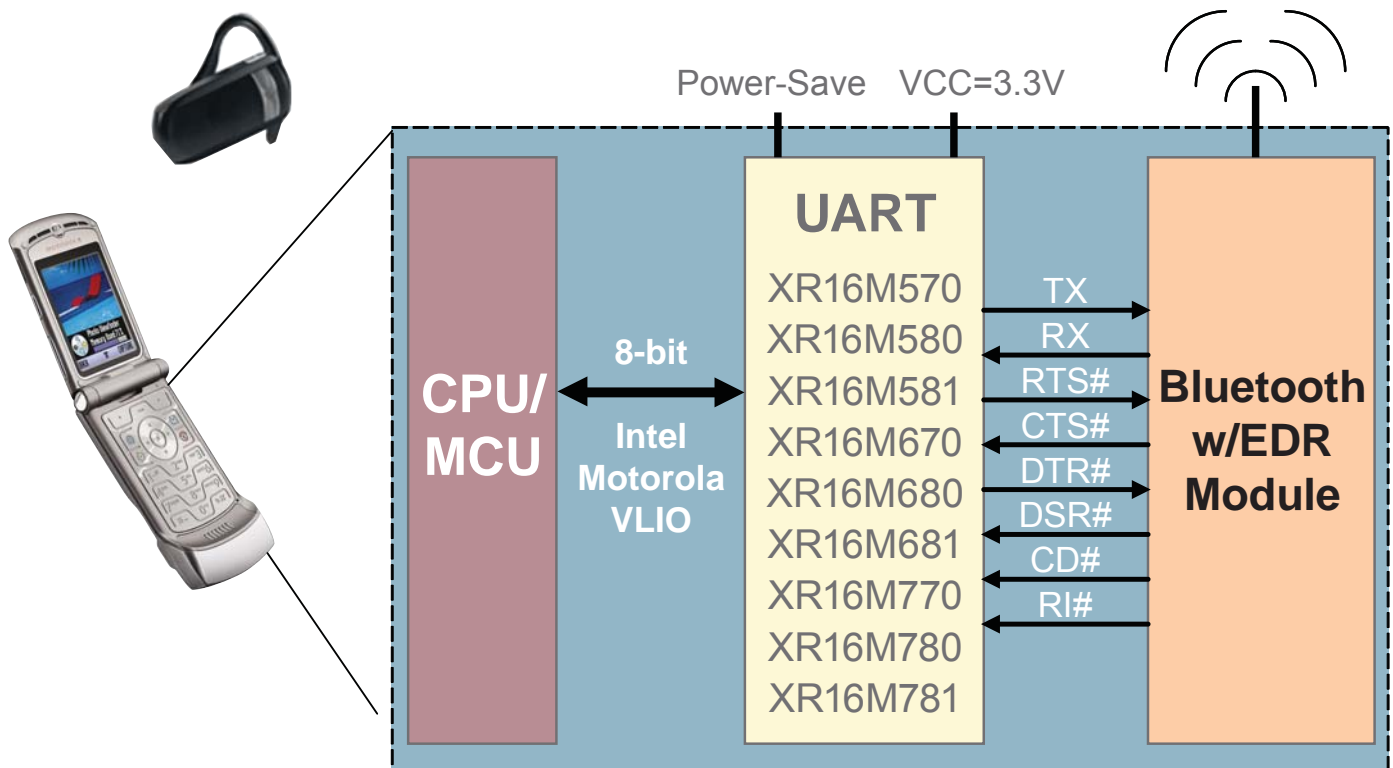 Power-Save VCC=3.3V
CPU/
MCU
8-bit
Intel
Motorola
VLIO
UART
XR16M570
XR16M580
XR16M581
XR16M670
XR16M680
XR16M681
XR16M770
XR16M780
XR16M781
TX
RX
RTS#
CTS#
DTR#
DSR#
CD#
RI#
Bluetooth
w/EDR
Module